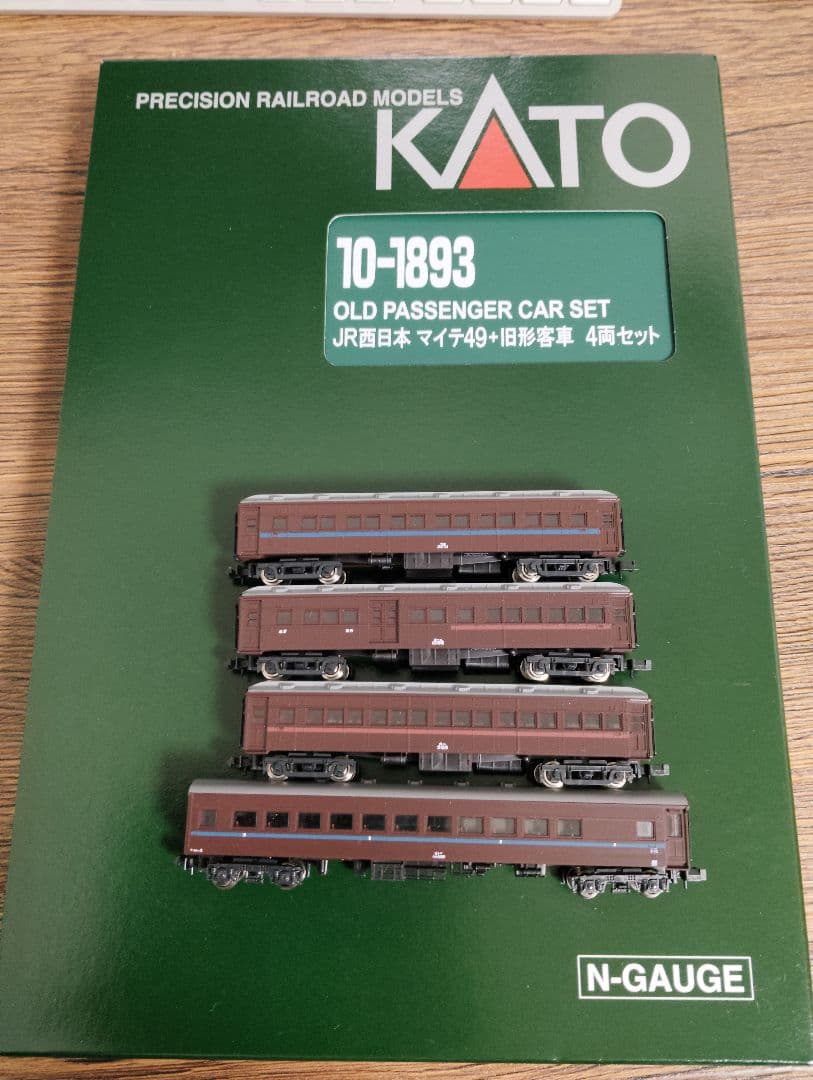 PRECISION RAILROAD MODELS
KATO
10-1893
OLD PASSENGER CAR SET
JR西日本 マイテ49+旧形客車 4両セット
N-GAUGE